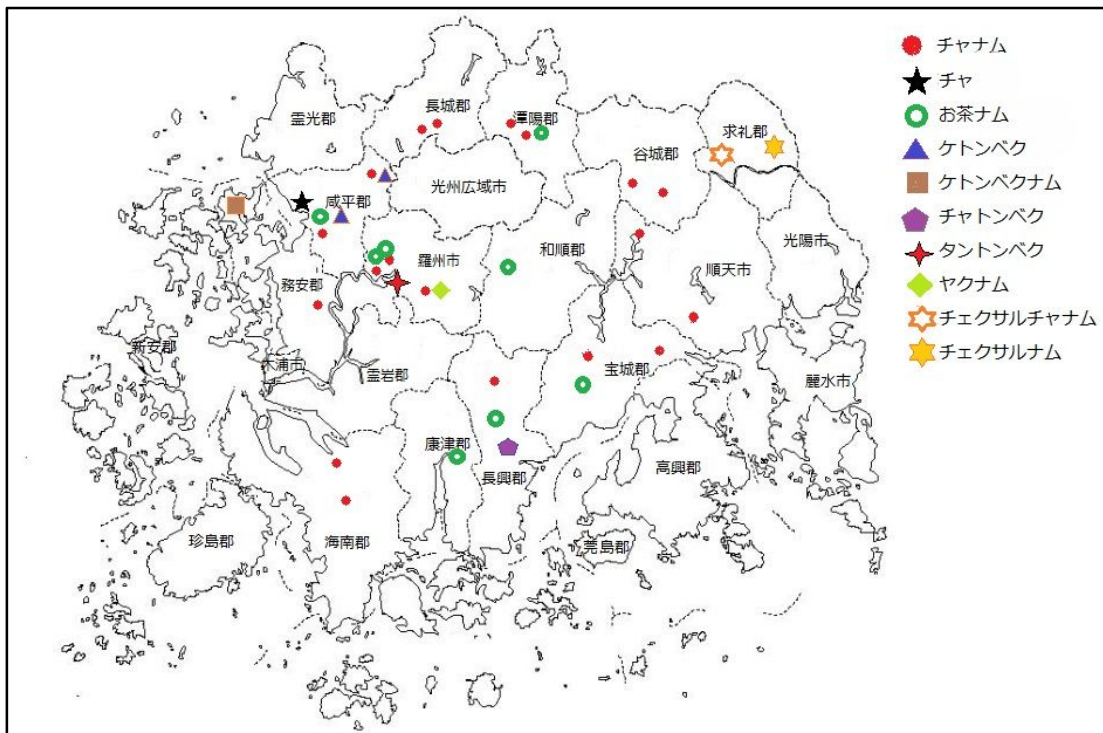 長城郡
霊光郡
潭陽郡
谷城郡
求礼郡
光州広域市
咸平郡
光陽市
和順郡
羅州市
順天市
務安郡
新安郡
木浦市
霊岩郡
宝城郡
麗水市
康津郡
長興郡
高興郡
珍島郡
海南郡
莞島郡
チャナム
チャ
お茶ナム
ケトンベク
ケトンベクナム
チャトンベク
タントンベク
ヤクナム
チェクサルチャナム
チェクサルナム